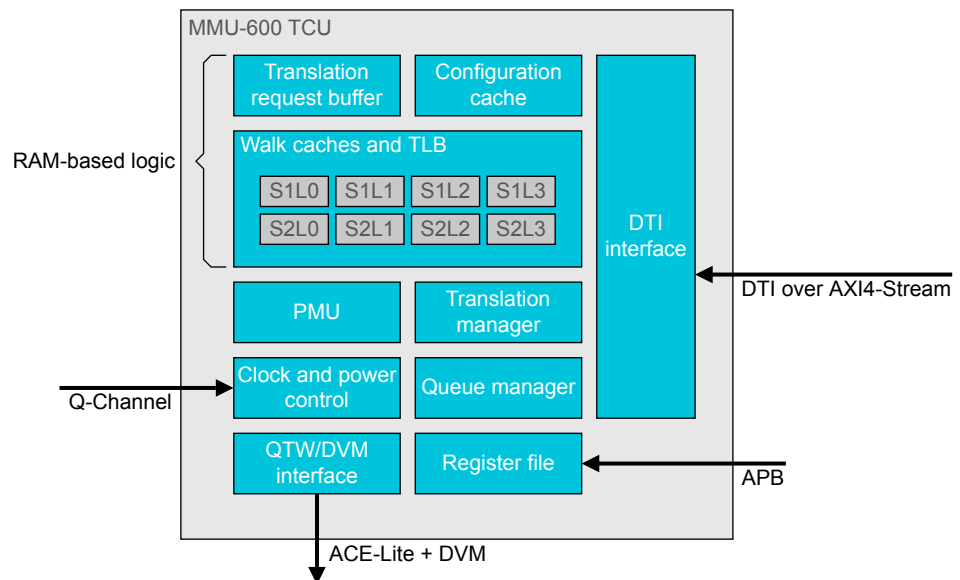 MMU-600 TCU
Translation
request buffer
Configuration
cache
RAM-based logic
Walk caches and TLB
S1L0
S1L1
S1L2
S1L3
S2L0
S2L1
S2L2
S2L3
DTI
interface
DTI over AXI4-Stream
PMU
Translation
manager
Clock and power
control
Queue manager
Q-Channel
QTW/DVM
interface
Register file
APB
ACE-Lite + DVM